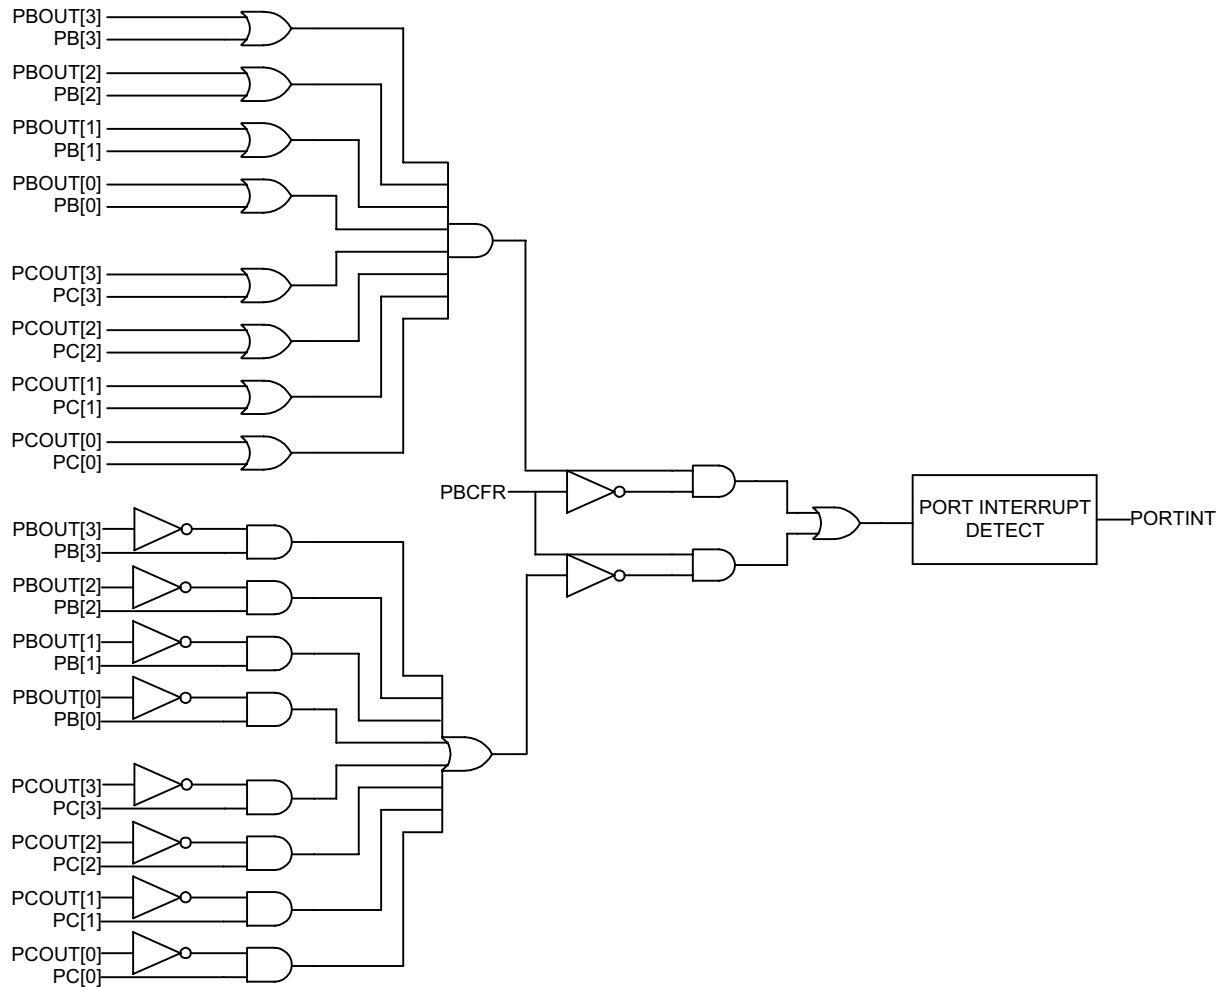 PBOUT[3]
PB[3]
PBOUT[2]
PB[2]
PBOUT[1]
PB[1]
PBOUT[0]
PB[0]
PCOUT[3]
PC[3]
PCOUT[2]
PC[2]
PCOUT[1]
PC[1]
PCOUT[0]
PC[0]
PBCFR
PORT INTERRUPT
DETECT
PORTINT
PBOUT[3]
PB[3]
PBOUT[2]
PB[2]
PBOUT[1]
PB[1]
PBOUT[0]
PB[0]
PCOUT[3]
PC[3]
PCOUT[2]
PC[2]
PCOUT[1]
PC[1]
PCOUT[0]
PC[0]